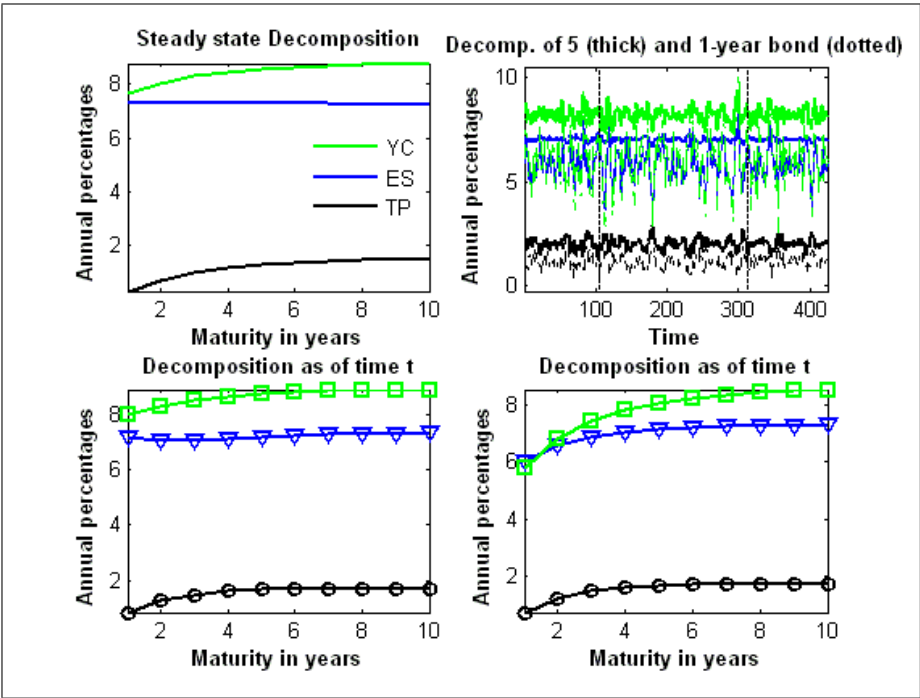 Steady state Decomposition
Annual percentages
8
6
4
2
YC
ES
TP
2 4 6 8 10
Maturity in years
Decomp. of 5 (thick) and 1-year bond (dotted)
Annual percentages
10
5
0
100 200 300 400
Time
Decomposition as of time t
Annual percentages
8
6
4
2
2 4 6 8 10
Maturity in years
Decomposition as of time t
Annual percentages
8
6
4
2
2 4 6 8 10
Maturity in years